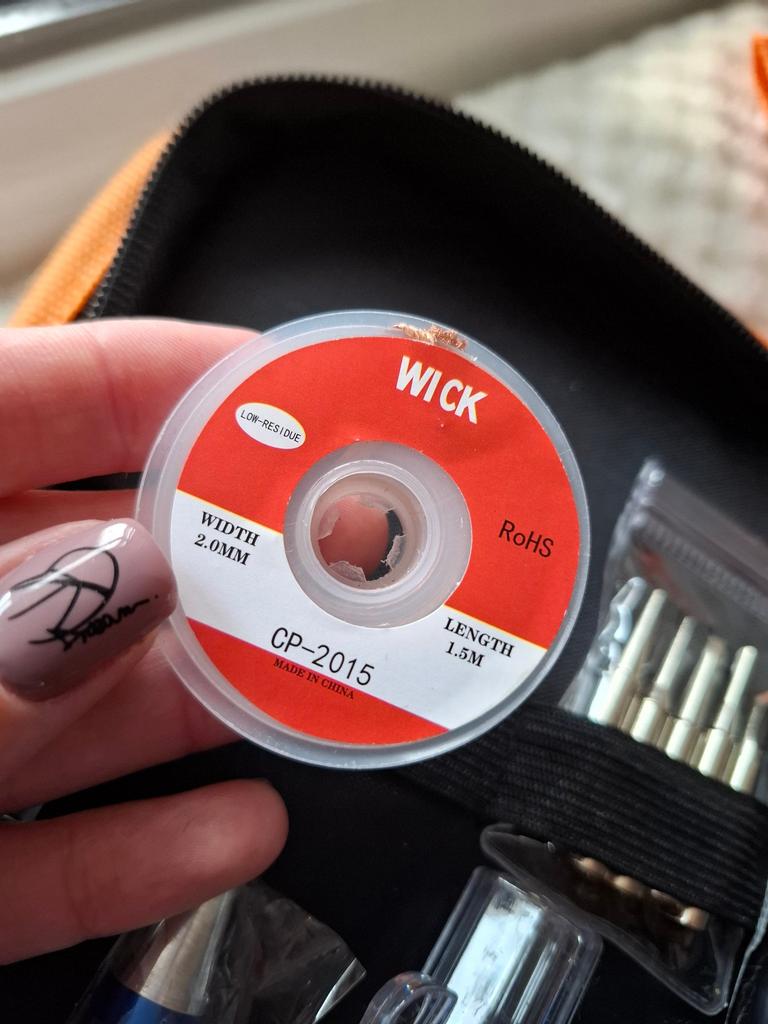 WICK
LOW-RESIDUE
RoHS
WIDTH
2.0MM
LENGTH
1.5M
CP-2015
MADE IN CHINA